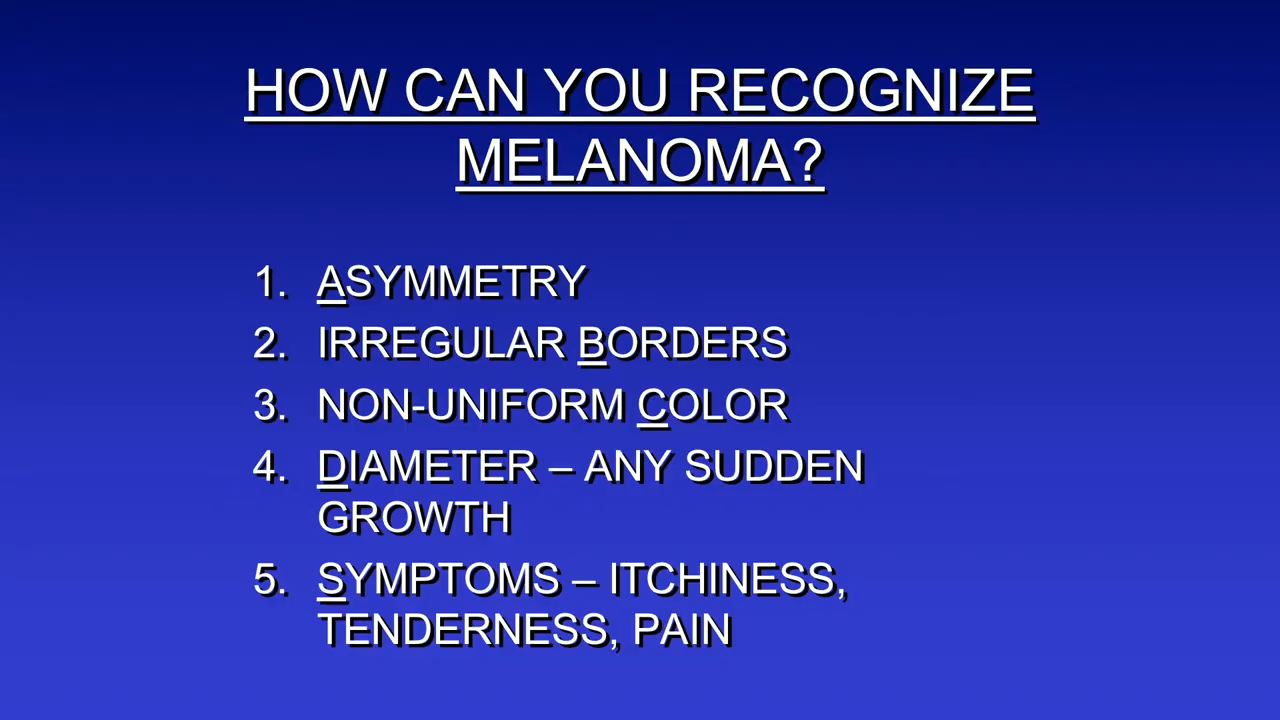 HOW CAN YOU RECOGNIZE
MELANOMA?
1. ASYMMETRY
2. IRREGULAR BORDERS
3. NON-UNIFORM COLOR
4. DIAMETER – ANY SUDDEN
GROWTH
5. SYMPTOMS – ITCHINESS,
TENDERNESS, PAIN